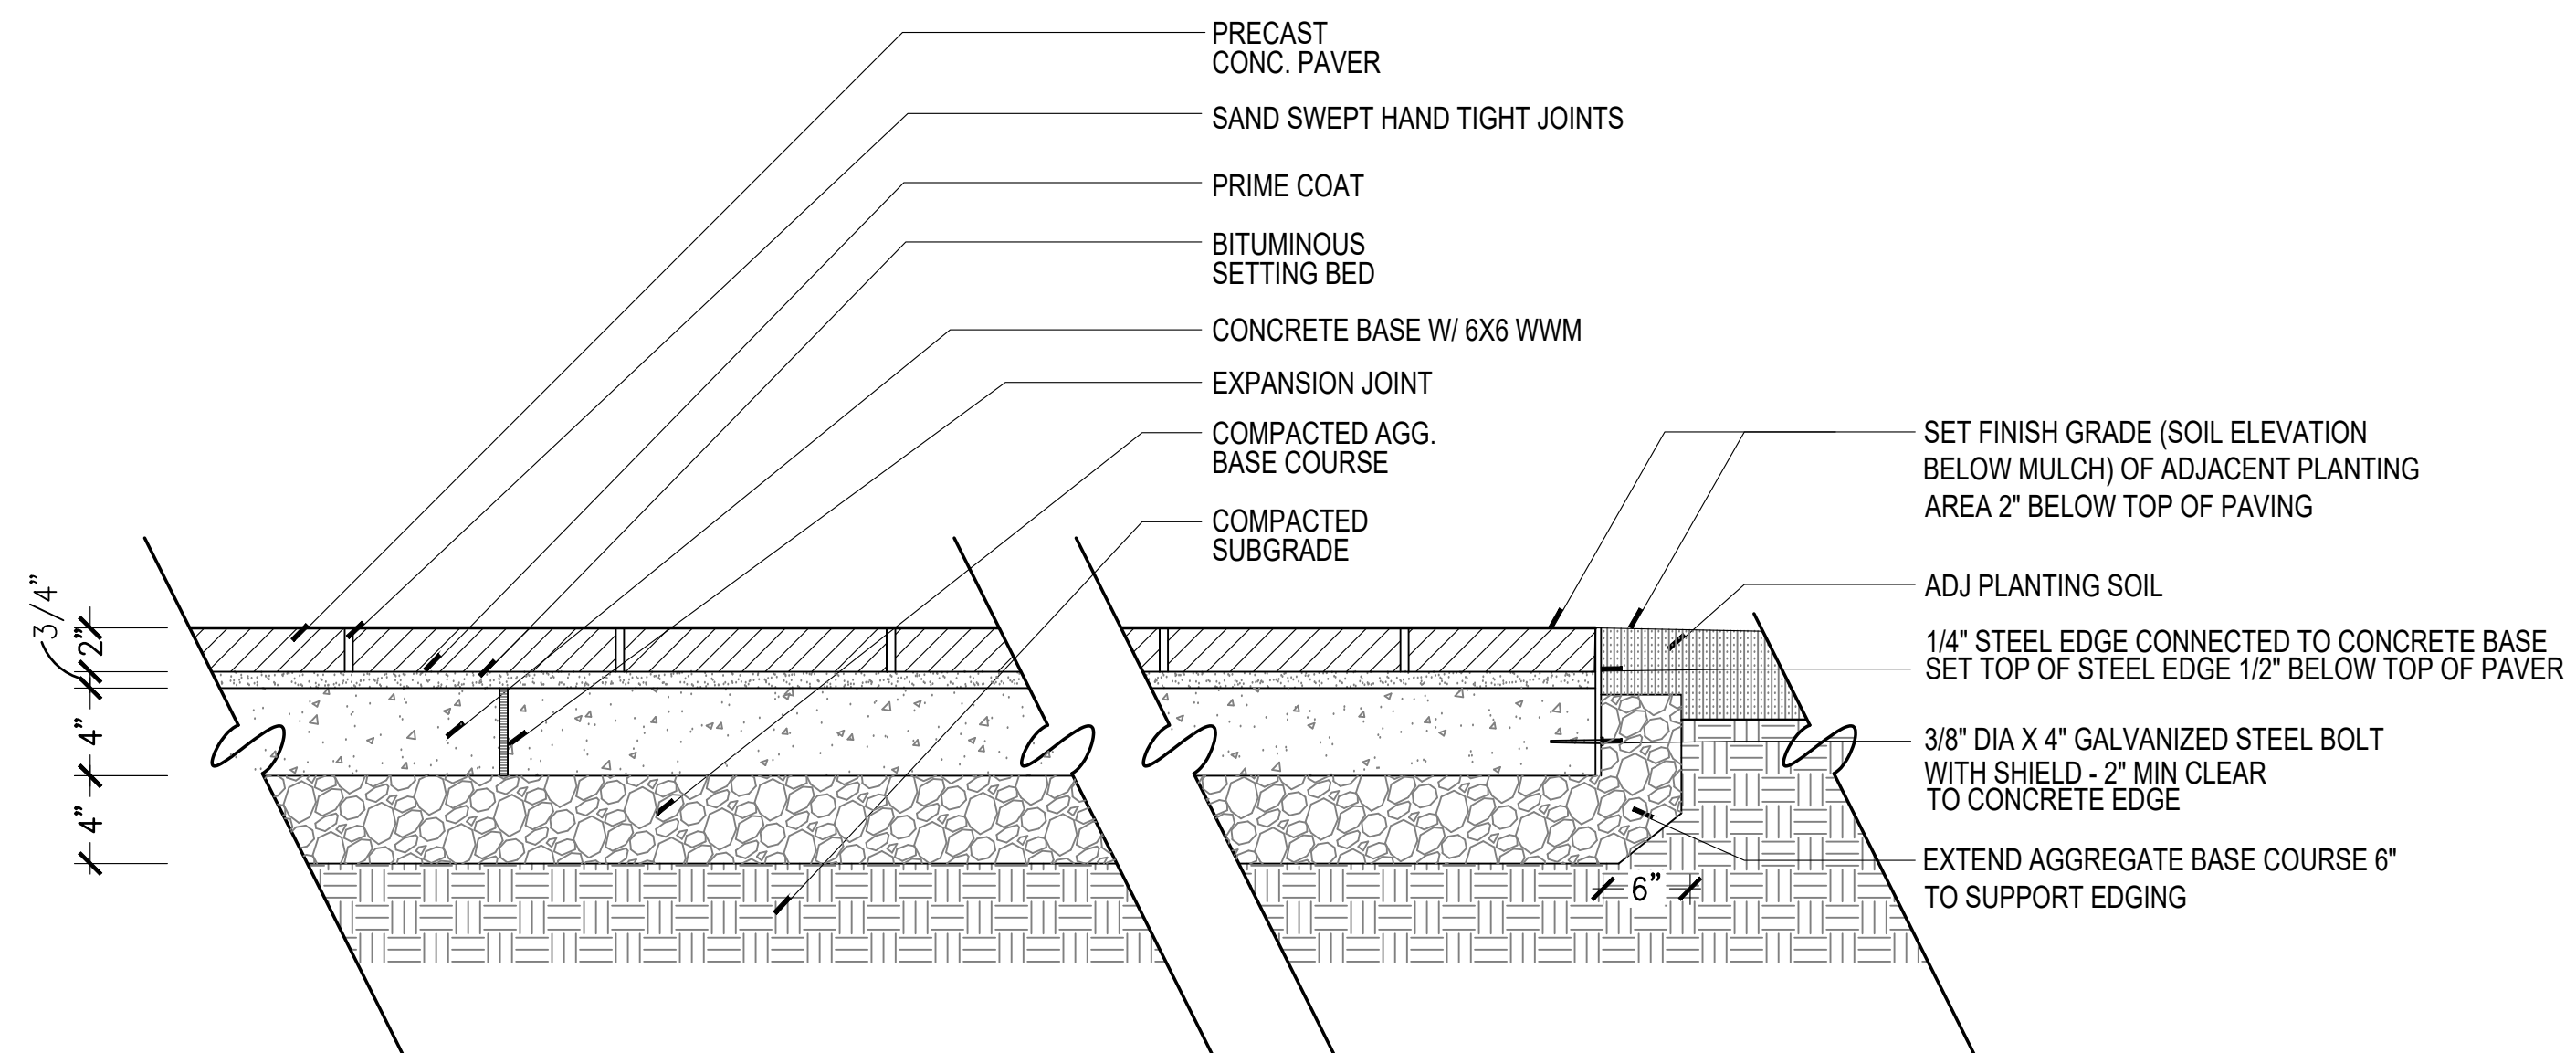 PRECAST
CONC. PAVER
SAND SWEPT HAND TIGHT JOINTS
PRIME COAT
BITUMINOUS
SETTING BED
CONCRETE BASE W/ 6X6 WWM
EXPANSION JOINT
COMPACTED AGG.
BASE COURSE
COMPACTED
SUBGRADE
SET FINISH GRADE (SOIL ELEVATION
BELOW MULCH) OF ADJACENT PLANTING
AREA 2" BELOW TOP OF PAVING
ADJ PLANTING SOIL
1/4" STEEL EDGE CONNECTED TO CONCRETE BASE
SET TOP OF STEEL EDGE 1/2" BELOW TOP OF PAVER
3/8" DIA X 4" GALVANIZED STEEL BOLT
WITH SHIELD - 2" MIN CLEAR
TO CONCRETE EDGE
EXTEND AGGREGATE BASE COURSE 6"
TO SUPPORT EDGING
3/4"
2"
4"
4"
6"